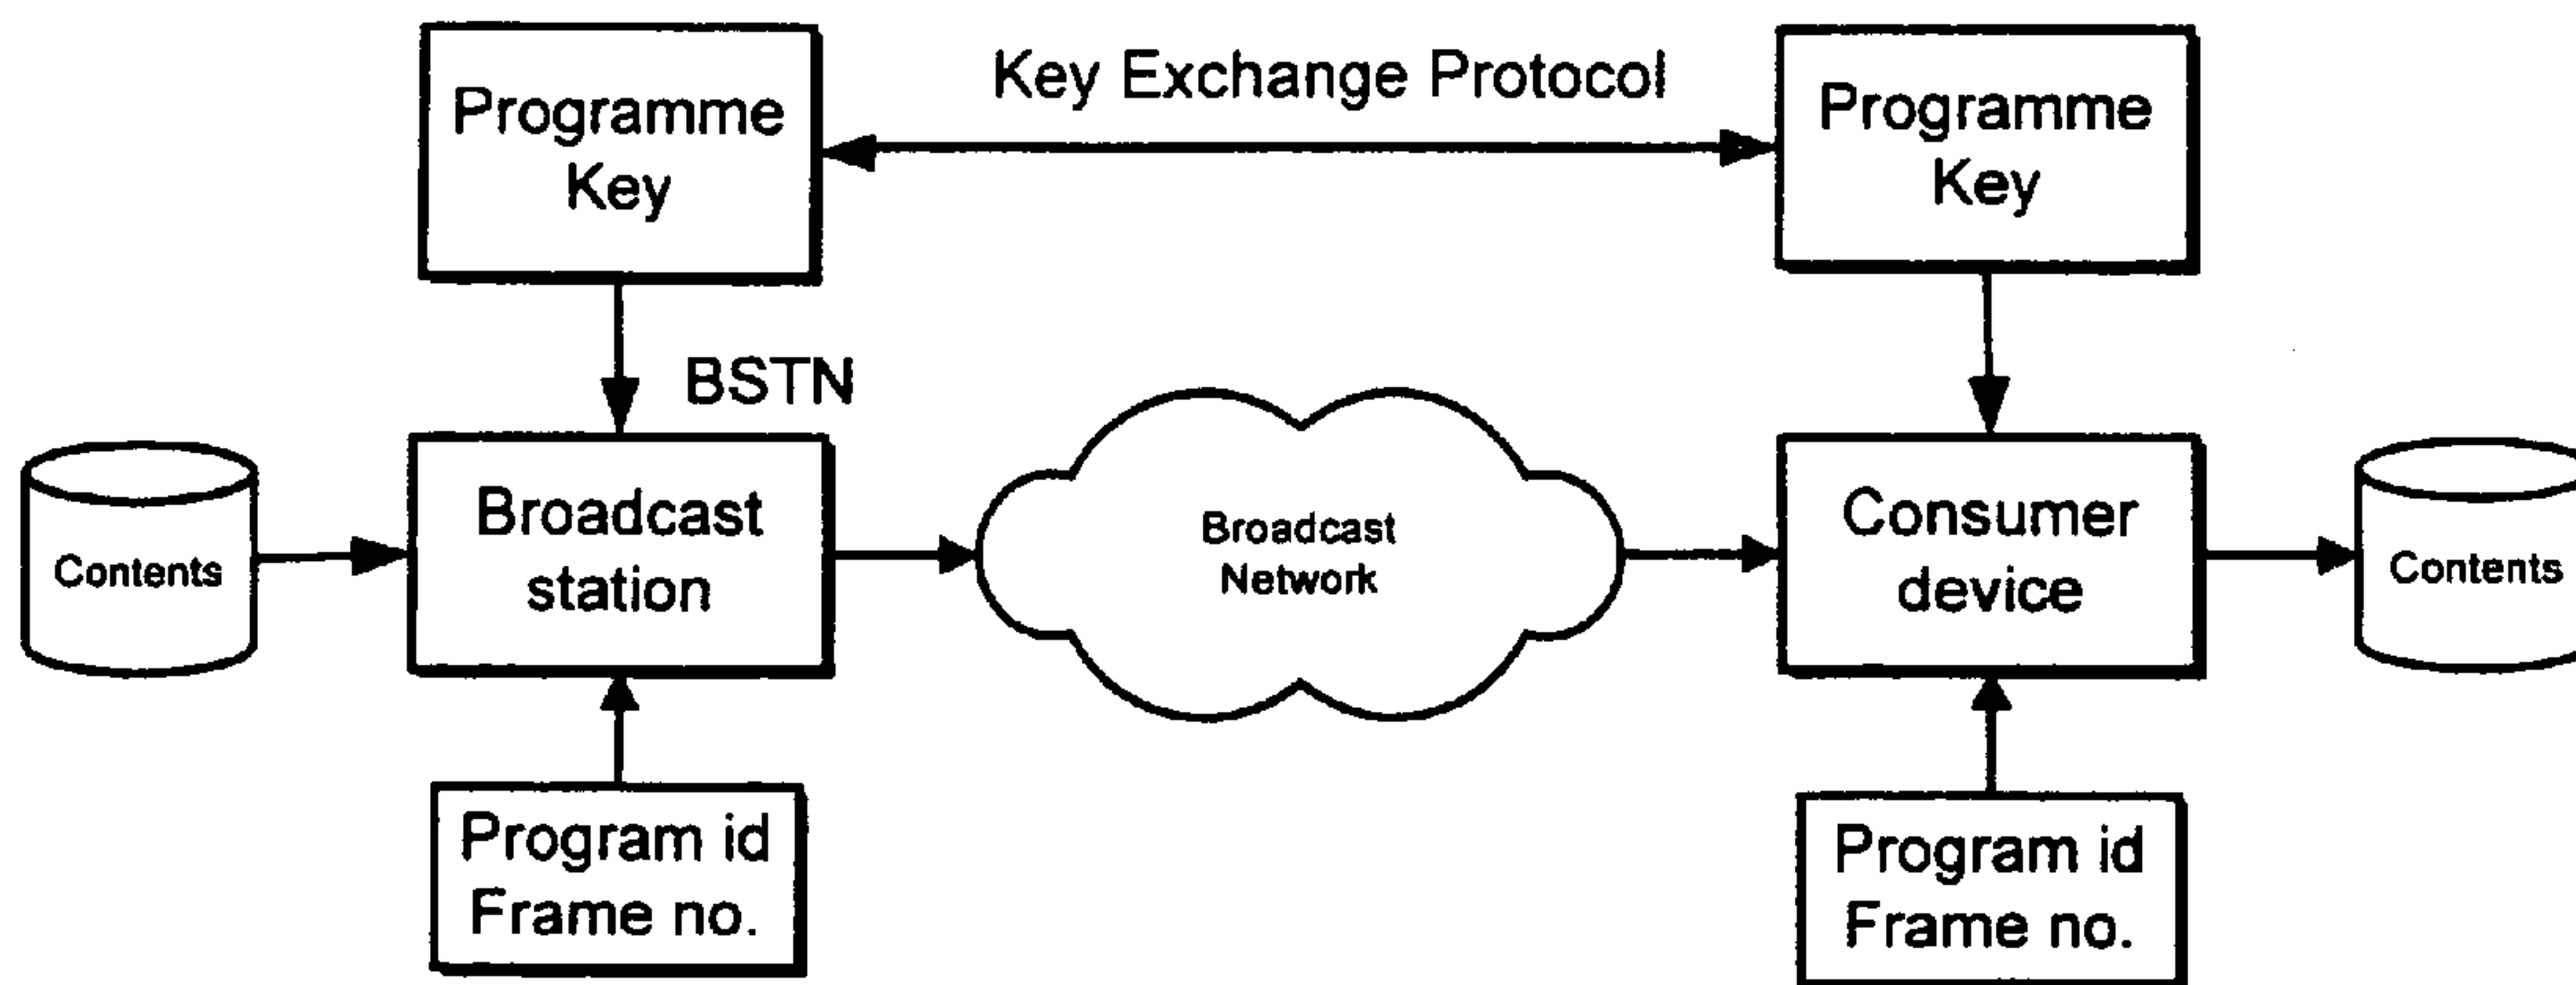 Programme
Key
Key Exchange Protocol
Programme
Key
BSTN
Contents
Broadcast
station
Broadcast
Network
Consumer
device
Contents
Program id
Frame no.
Program id
Frame no.